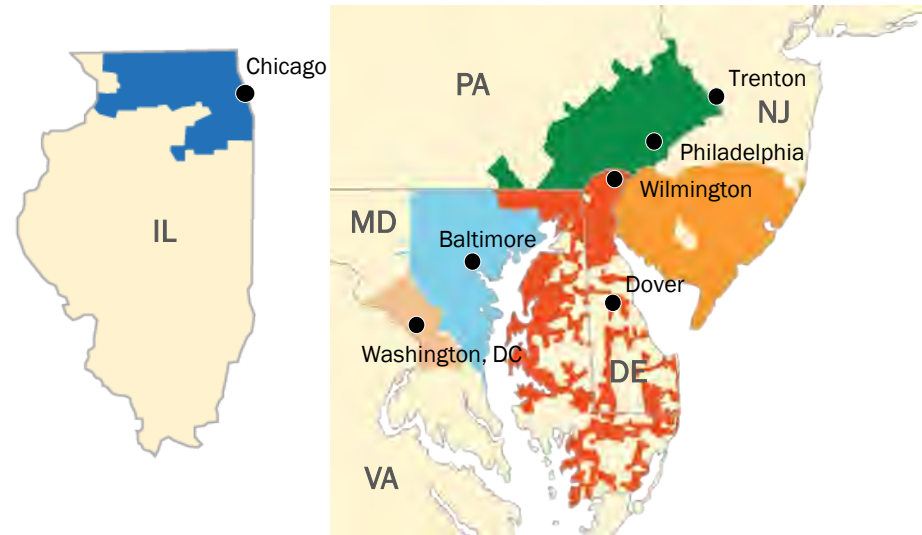 Chicago
IL
PA
Trenton
NJ
Philadelphia
Wilmington
MD
Baltimore
Dover
Washington, DC
DE
VA